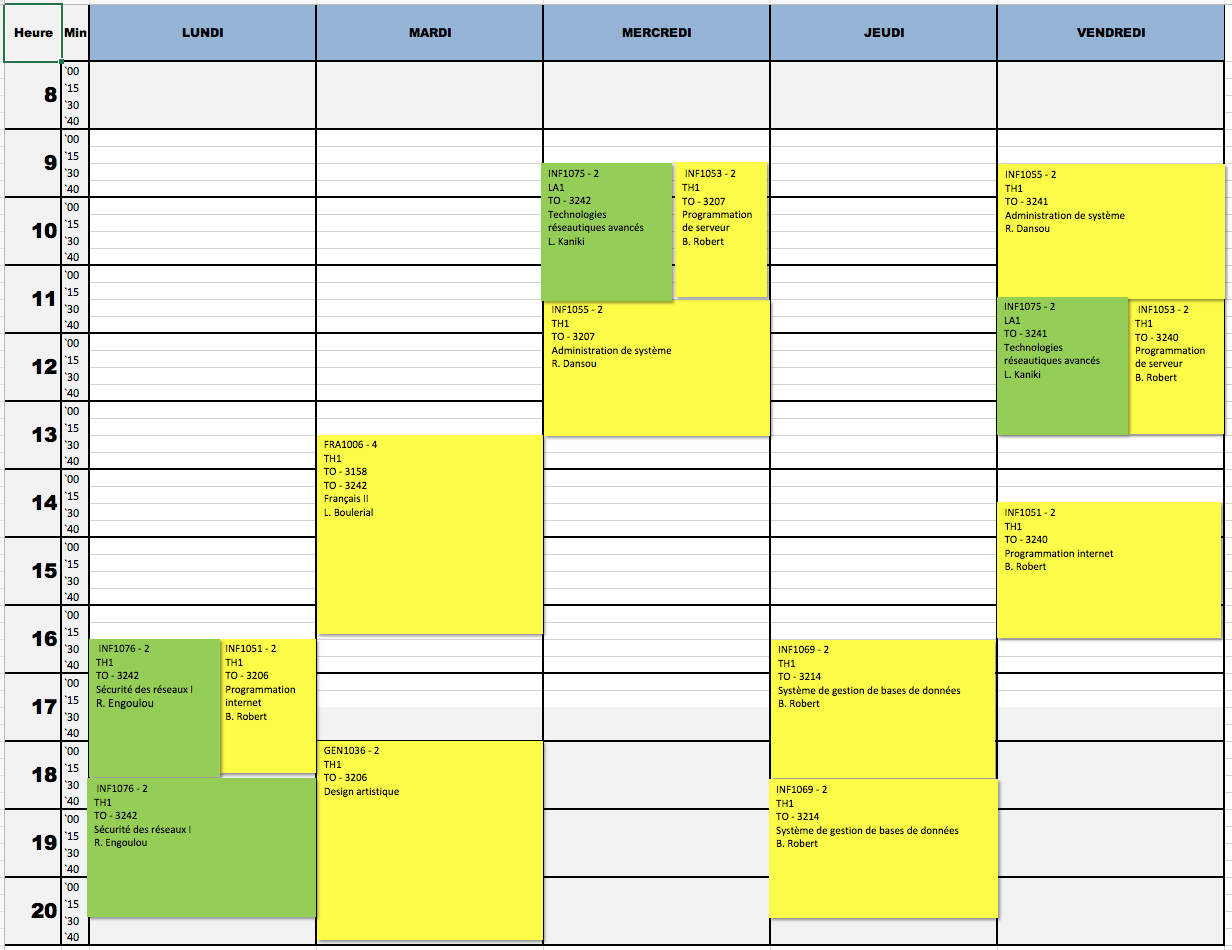 Heure Min LUNDI MARDI MERCREDI JEUDI VENDREDI
8
`00
`15
`30
`40
9
`00
`15
`30
`40
10
`00
`15
`30
`40
11
`00
`15
`30
`40
12
`00
`15
`30
`40
13
`00
`15
`30
`40
14
`00
`15
`30
`40
15
`00
`15
`30
`40
16
`00
`15
`30
`40
17
`00
`15
`30
`40
18
`00
`15
`30
`40
19
`00
`15
`30
`40
20
`00
`15
`30
`40
INF1076 - 2
TH1
TO - 3242
Sécurité des réseaux I
R. Engoulou
INF1051 - 2
TH1
TO - 3206
Programmation
internet
B. Robert
INF1076 - 2
TH1
TO - 3242
Sécurité des réseaux I
R. Engoulou
FRA1006 - 4
TH1
TO - 3158
TO - 3242
Français II
L. Boulerial
GEN1036 - 2
TH1
TO - 3206
Design artistique
INF1075 - 2
LA1
TO - 3242
Technologies
réseautiques avancés
L. Kaniki
INF1053 - 2
TH1
TO - 3207
Programmation
de serveur
B. Robert
INF1055 - 2
TH1
TO - 3207
Administration de système
R. Dansou
INF1069 - 2
TH1
TO - 3214
Système de gestion de bases de données
B. Robert
INF1069 - 2
TH1
TO - 3214
Système de gestion de bases de données
B. Robert
INF1055 - 2
TH1
TO - 3241
Administration de système
R. Dansou
INF1075 - 2
LA1
TO - 3241
Technologies
réseautiques avancés
L. Kaniki
INF1053 - 2
TH1
TO - 3240
Programmation
de serveur
B. Robert
INF1051 - 2
TH1
TO - 3240
Programmation internet
B. Robert